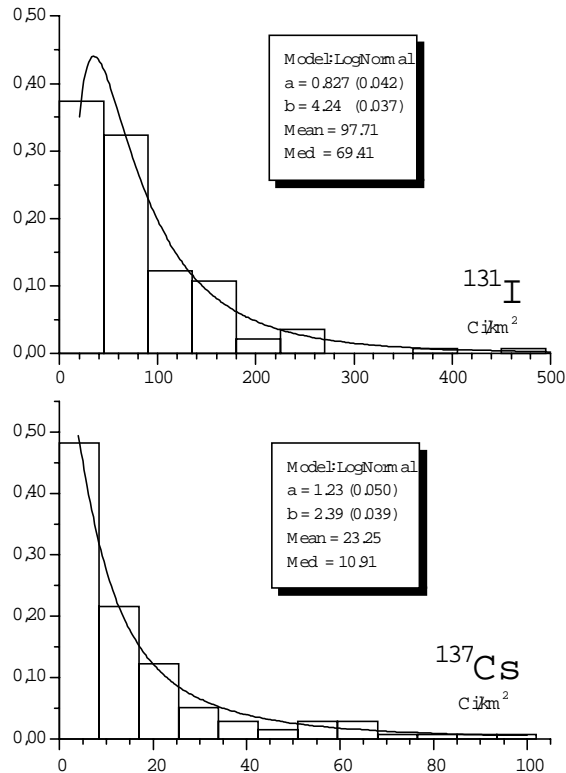 0,50
Model:LogNormal
a = 0.827 (0.042)
b = 4.24 (0.037)
Mean = 97.71
Med = 69.41
0,40
0,30
0,20
0,10
0,00
131I
Ci/km2
0 100 200 300 400 500
0,50
Model:LogNormal
a = 1.23 (0.050)
b = 2.39 (0.039)
Mean = 23.25
Med = 10.91
0,40
0,30
0,20
0,10
0,00
137Cs
Ci/km2
0 20 40 60 80 100